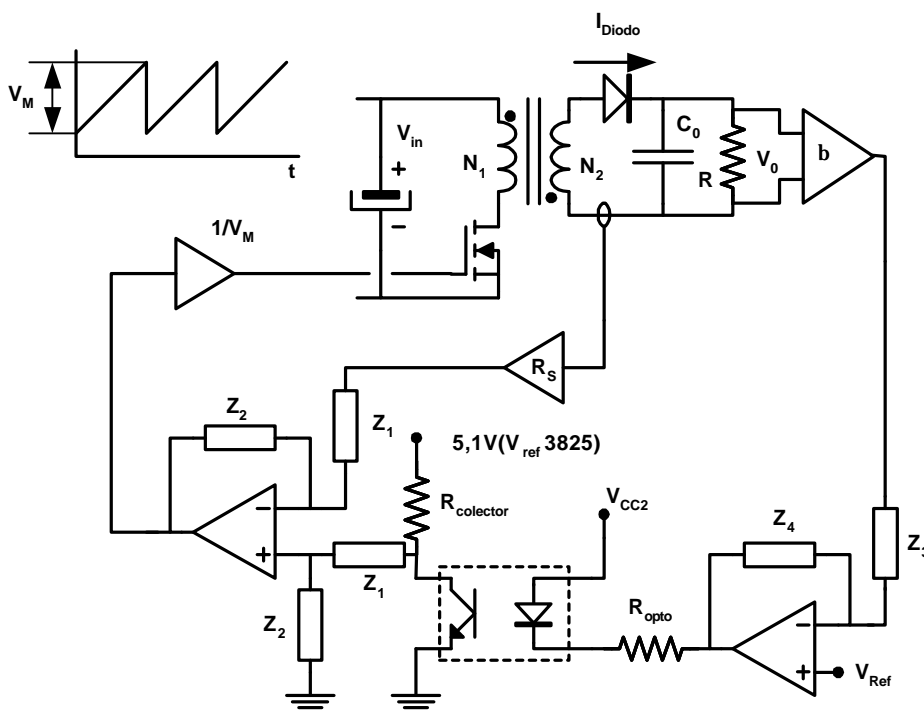 I Diodo
V M
t
V in
+
-
N 1
N 2
C 0
R
V 0
b
1/V M
R S
Z 2
Z 1
5,1V(V ref 3825)
R colector
V CC2
Z 4
Z 3
-
+
Z 1
Z 2
R opto
-
+
V Ref